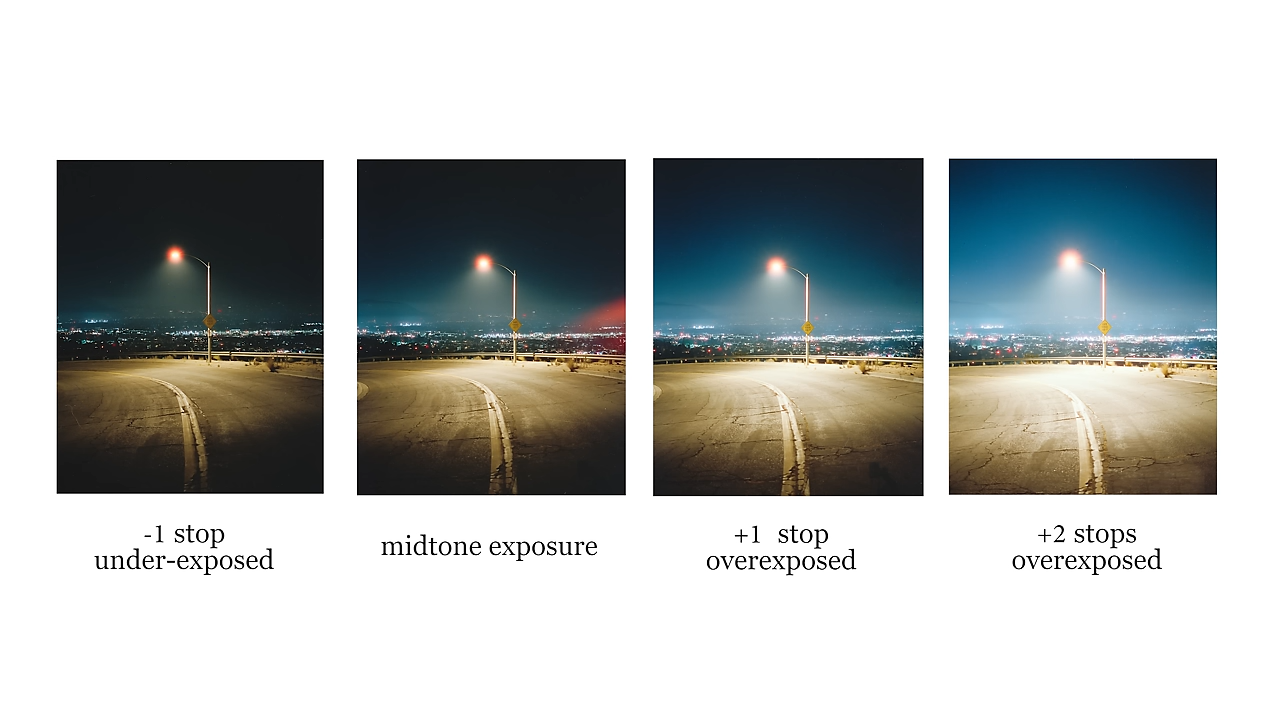 -1 stop
under-exposed
midtone exposure
+1  stop
overexposed
+2 stops
overexposed